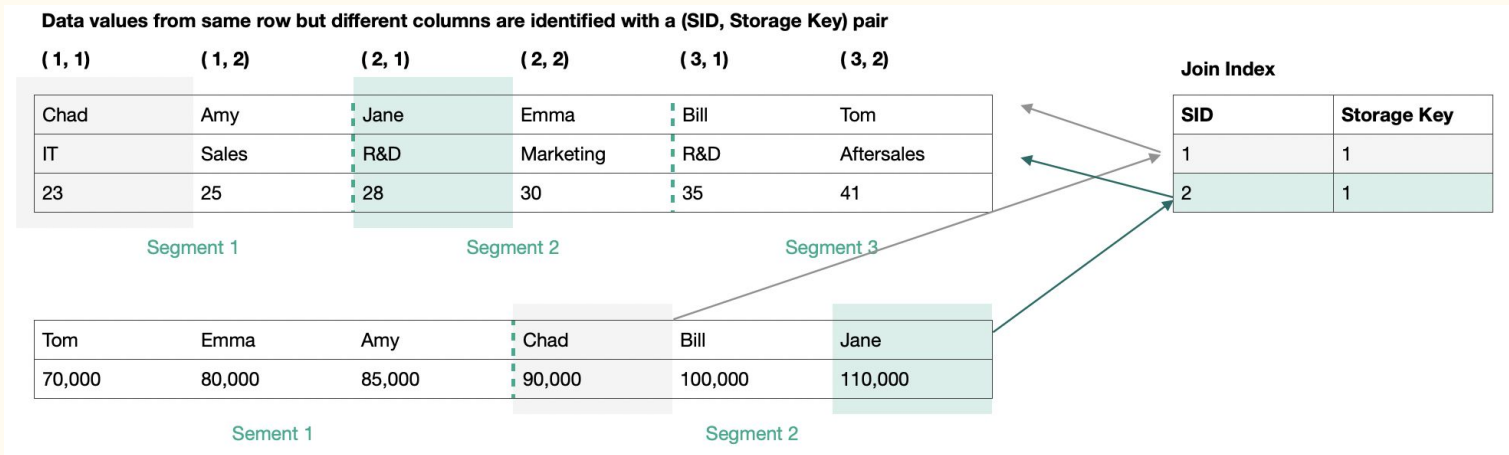 Data values from same row but different columns are identified with a (SID, Storage Key) pair
( 1, 1) ( 1, 2) ( 2, 1) ( 2, 2) ( 3, 1) ( 3, 2)
Join Index
Chad Amy Jane Emma Bill Tom
SID Storage Key
IT Sales R&D Marketing R&D Aftersales
1 1
23 25 28 30 35 41
2 1
Segment 1 Segment 2 Segment 3
Tom Emma Amy Chad Bill Jane
70,000 80,000 85,000 90,000 100,000 110,000
Sement 1 Segment 2